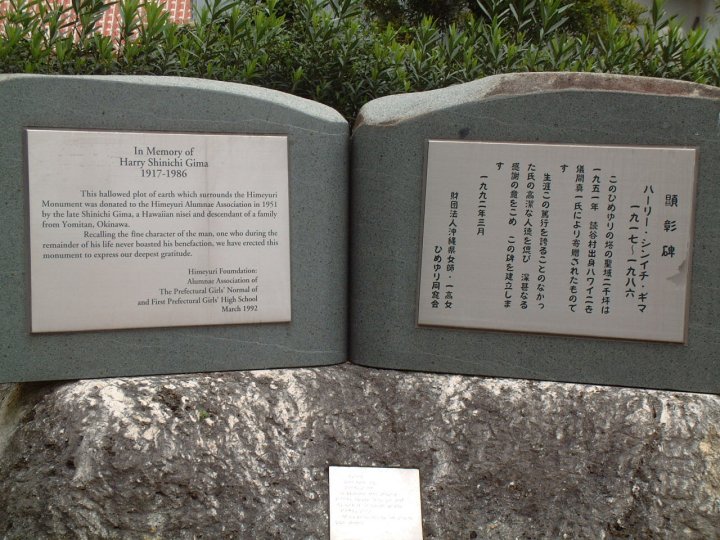 In Memory of
Harry Shinichi Gima
1917-1986
This hallowed plot of earth which surrounds the Himeyuri
Monument was donated to the Himeyuri Alumnae Association in 1951
by the late Shinichi Gima, a Hawaiian nisei and descendant of a family
from Yomitan, Okinawa.
Recalling the fine character of the man, one who during the
remainder of his life never boasted his benefaction, we have erected this
monument to express our deepest gratitude.
Himeyuri Foundation:
Alumnae Association of
The Prefectural Girls' Normal of
and First Prefectural Girls' High School
March 1992
顕彰碑
ハーリー・シンイチ・ギマ
一九一七〜一九八六
このひめゆりの塔の聖域二千坪は
一九五一年 読谷村出身ハワイ二世
儀間真一氏により寄贈されたもので
す
生涯この篤行を誇ることのなかっ
た氏の高潔な人徳を偲び 深甚なる
感謝の意をこめ この碑を建立しま
す
一九九二年三月
財団法人沖縄県女師・一高女
ひめゆり同窓会